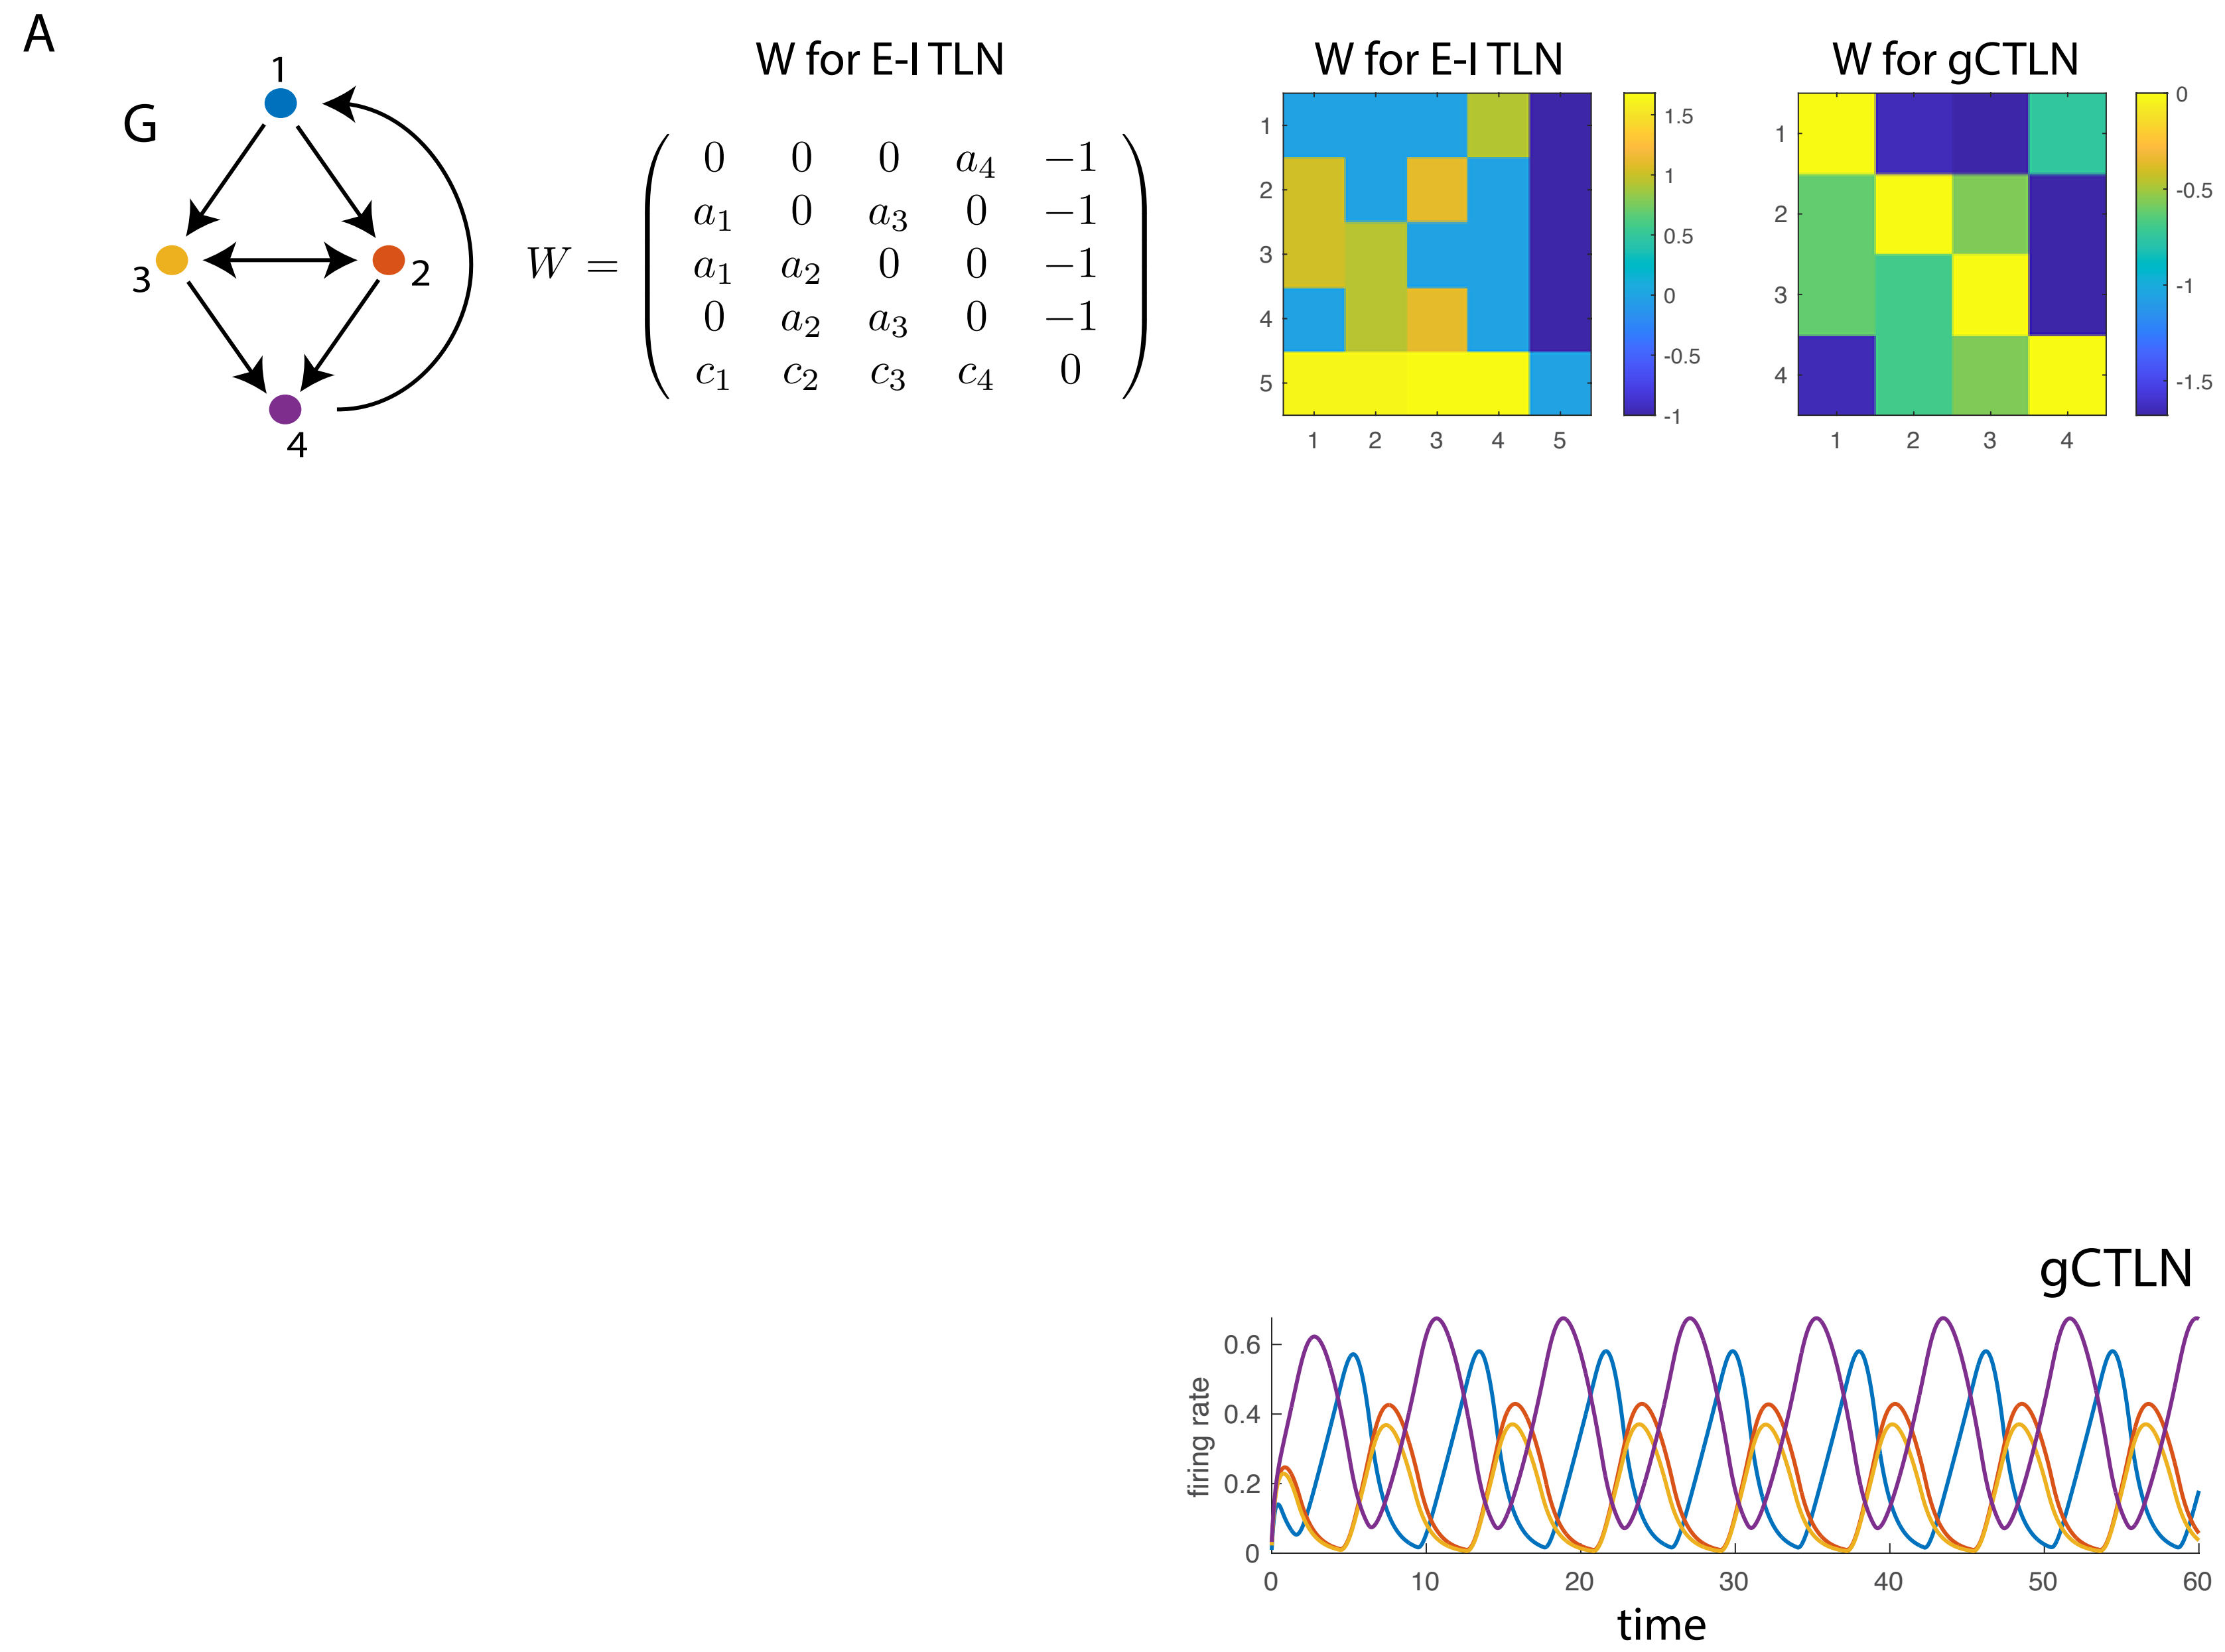 A
G
1
3
2
4
W for E-I TLN
W =
0 0 0 a₄ −1
a₁ 0 a₃ 0 −1
a₁ a₂ 0 0 −1
0 a₂ a₃ 0 −1
c₁ c₂ c₃ c₄ 0
W for E-I TLN
1
2
3
4
5
1 2 3 4 5
1.5
1
0.5
0
-0.5
-1
W for gCTLN
1
2
3
4
1 2 3 4
0
-0.5
-1
-1.5
gCTLN
firing rate
0.6
0.4
0.2
0
0 10 20 30 40 50 60
time